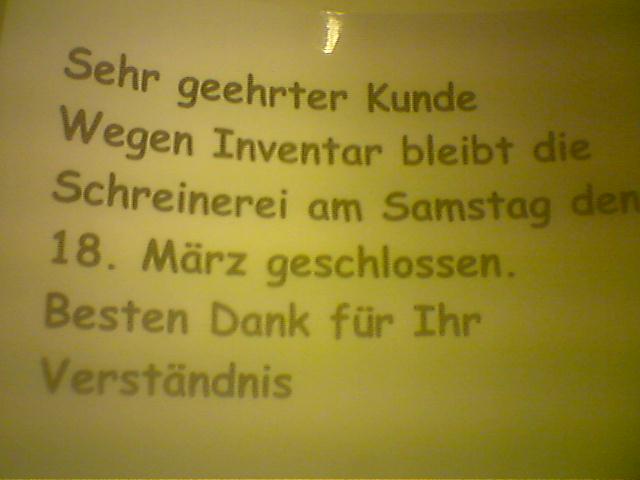 Sehr geehrter Kunde
Wegen Inventar bleibt die
Schreinerei am Samstag den
18. März geschlossen.
Besten Dank für Ihr
Verständnis